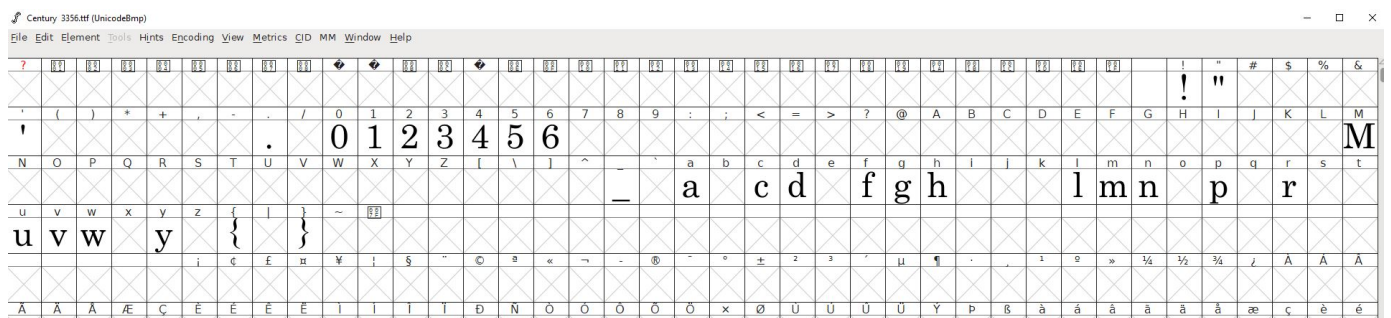 Century 3356.ttf (UnicodeBmp)
File Edit Element Tools Hints Encoding View Metrics CID MM Window Help
? � � � ! " # $ % &
! "
' ( ) * + , - . / 0 1 2 3 4 5 6 7 8 9 : ; < = > ? @ A B C D E F G H I J K L M
' . 0 1 2 3 4 5 6 M
N O P Q R S T U V W X Y Z [ \ ] ^ _ ` a b c d e f g h i j k l m n o p q r s t
_ a c d f g h l m n p r
u v w x y z { | } ~
u v w y { }
¡ ¢ £ ¤ ¥ ¦ § ¨ © ª « ¬ - ® ¯ ° ± ² ³ ´ µ ¶ · ¸ ¹ º » ¼ ½ ¾ ¿ À Á Â
Ã Ä Å Æ Ç È É Ê Ë Ì Í Î Ï Ð Ñ Ò Ó Ô Õ Ö × Ø Ù Ú Û Ü Ý Þ ß à á â ã ä å æ ç è é